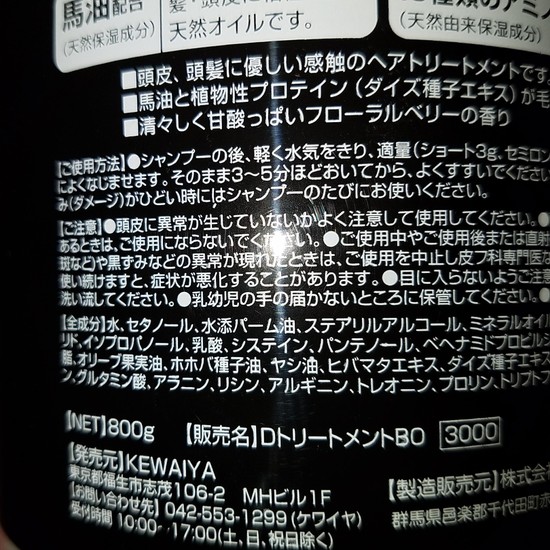 馬油配合
(天然保湿成分)
天然オイルです。
種類のアミノ
(天然由来保湿成分)
■頭皮、頭髪に優しい感触のヘアトリートメントです
■馬油と植物性プロテイン(ダイズ種子エキス)が毛
■清々しく甘酸っぱいフローラルベリーの香り
【ご使用方法】●シャンプーの後、軽く水気をきり、適量(ショート3g、セミロン
によくなじませます。そのまま3〜5分ほどおいてから、よくすすいでください
み(ダメージ)がひどい時にはシャンプーのたびにお使いください。
【ご注意】●頭皮に異常が生じていないかよく注意して使用してください。●
あるときは、ご使用にならないでください。●ご使用中やご使用後または直射
斑など)や黒ずみなどの異常が現れたときは、ご使用を中止し皮フ科専門医な
使い続けますと、症状が悪化することがあります。●目に入らないようご注意
洗い流してください。●乳幼児の手の届かないところに保管してください。●
【全成分】水、セタノール、水添パーム油、ステアリルアルコール、ミネラルオイル
リド、イソプロパノール、乳酸、システイン、パンテノール、ベヘナミドプロピルジ
脂、オリーブ果実油、ホホバ種子油、ヤシ油、ヒバマタエキス、ダイズ種子エキス
ン、グルタミン酸、アラニン、リシン、アルギニン、トレオニン、プロリン、トリプトフ
【NET】800g 【販売名】DトリートメントBO 3000
【発売元】KEWAIYA
東京都福生市志茂106-2 MHビル1F
【お問い合わせ先】042-553-1299(ケワイヤ)
受付時間 10:00〜17:00(土、日、祝日除く)
【製造販売元】株式会
群馬県邑楽郡千代田町赤